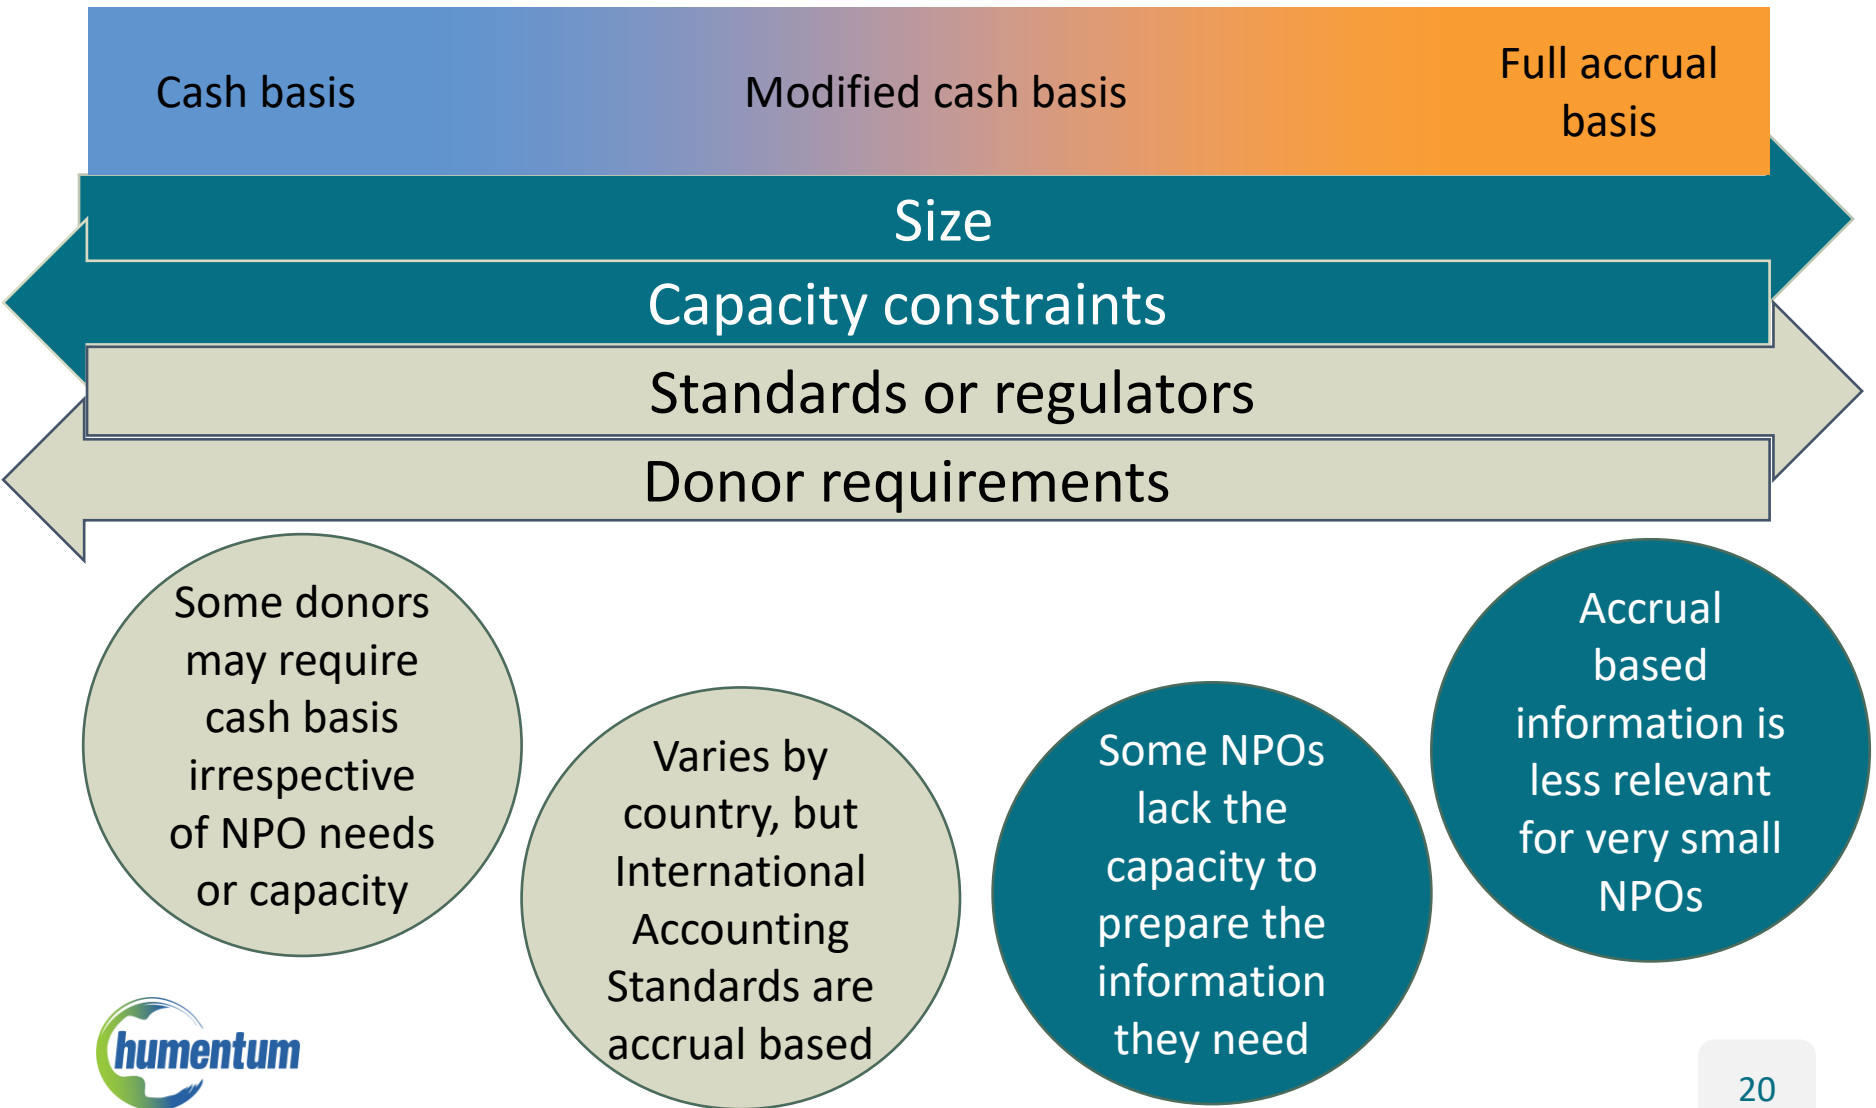 Cash basis
Modified cash basis
Full accrual
basis
Size
Capacity constraints
Standards or regulators
Donor requirements
Some donors
may require
cash basis
irrespective
of NPO needs
or capacity
Varies by
country, but
International
Accounting
Standards are
accrual based
Some NPOs
lack the
capacity to
prepare the
information
they need
Accrual
based
information is
less relevant
for very small
NPOs
humentum
20